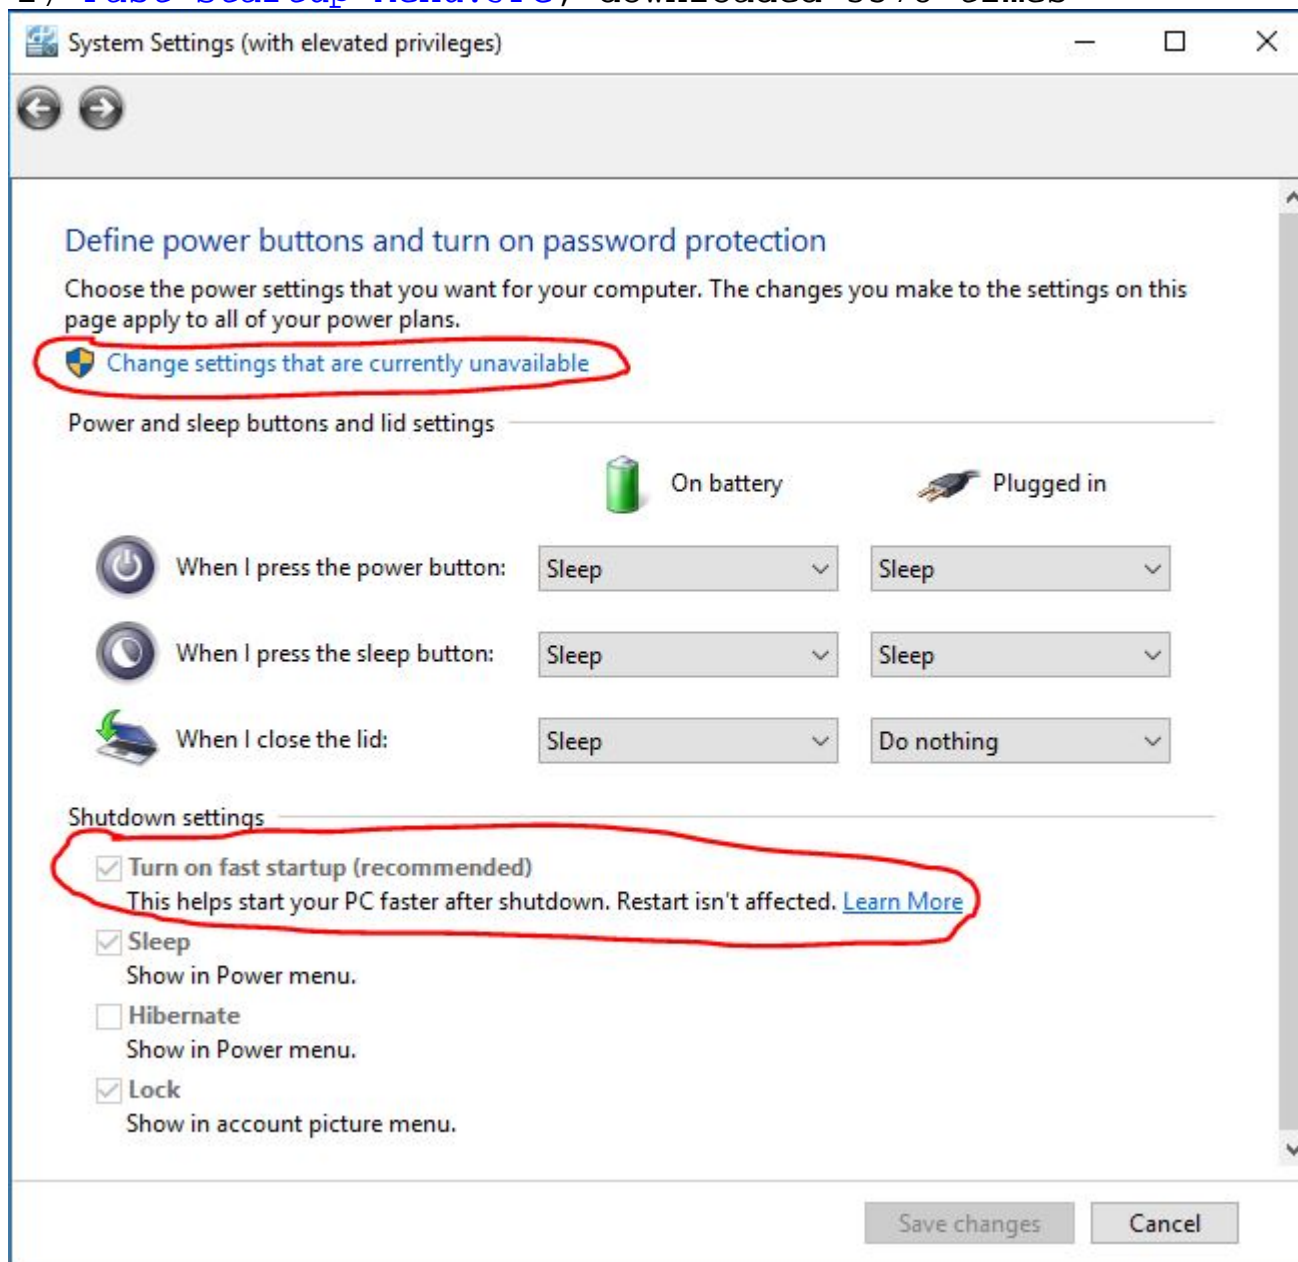 System Settings (with elevated privileges)
Define power buttons and turn on password protection
Choose the power settings that you want for your computer. The changes you make to the settings on this
page apply to all of your power plans.
Change settings that are currently unavailable
Power and sleep buttons and lid settings
On battery Plugged in
When I press the power button: Sleep Sleep
When I press the sleep button: Sleep Sleep
When I close the lid: Sleep Do nothing
Shutdown settings
Turn on fast startup (recommended)
This helps start your PC faster after shutdown. Restart isn't affected. Learn More
Sleep
Show in Power menu.
Hibernate
Show in Power menu.
Lock
Show in account picture menu.
Save changes Cancel